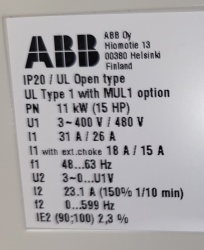 ABB
ABB Oy
Hiomotie 13
00380 Helsinki
Finland
IP20 / UL Open type
UL Type 1 with MUL1 option
PN 11 kW (15 HP)
U1 3~400 V / 480 V
I1 31 A / 26 A
I1 with ext.choke 18 A / 15 A
f1 48...63 Hz
U2 3~0...U1V
I2 23.1 A (150% 1/10 min)
f2 0...599 Hz
IE2 (90;100) 2,3 %